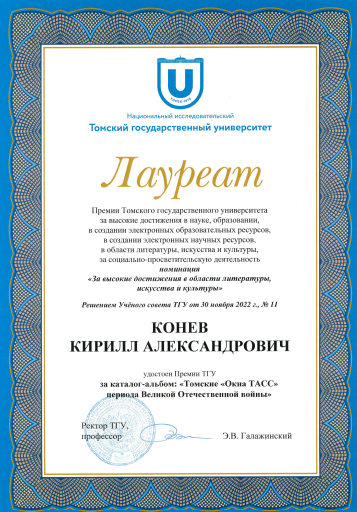 Национальный исследовательский
Томский государственный университет
Лауреат
Премии Томского государственного университета
за высокие достижения в науке, образовании,
в создании электронных образовательных ресурсов,
в создании электронных научных ресурсов,
в области литературы, искусства и культуры,
за социально-просветительскую деятельность
номинация
«За высокие достижения в области литературы,
искусства и культуры»
Решением Учёного совета ТГУ от 30 ноября 2022 г., № 11
КОНЕВ
КИРИЛЛ АЛЕКСАНДРОВИЧ
удостоен Премии ТГУ
за каталог-альбом: «Томские «Окна ТАСС»
периода Великой Отечественной войны»
Ректор ТГУ,
профессор
Э.В. Галажинский